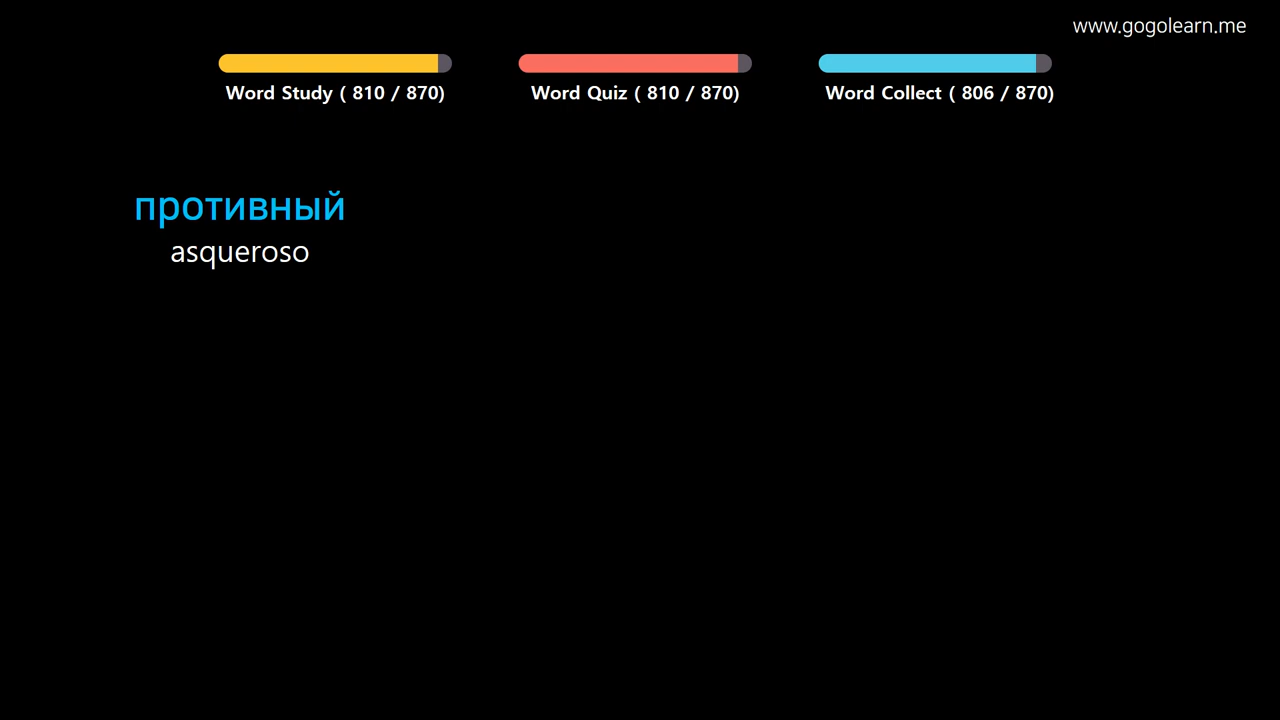 www.gogolearn.me
Word Study ( 810 / 870)
Word Quiz ( 810 / 870)
Word Collect ( 806 / 870)
противный
asqueroso